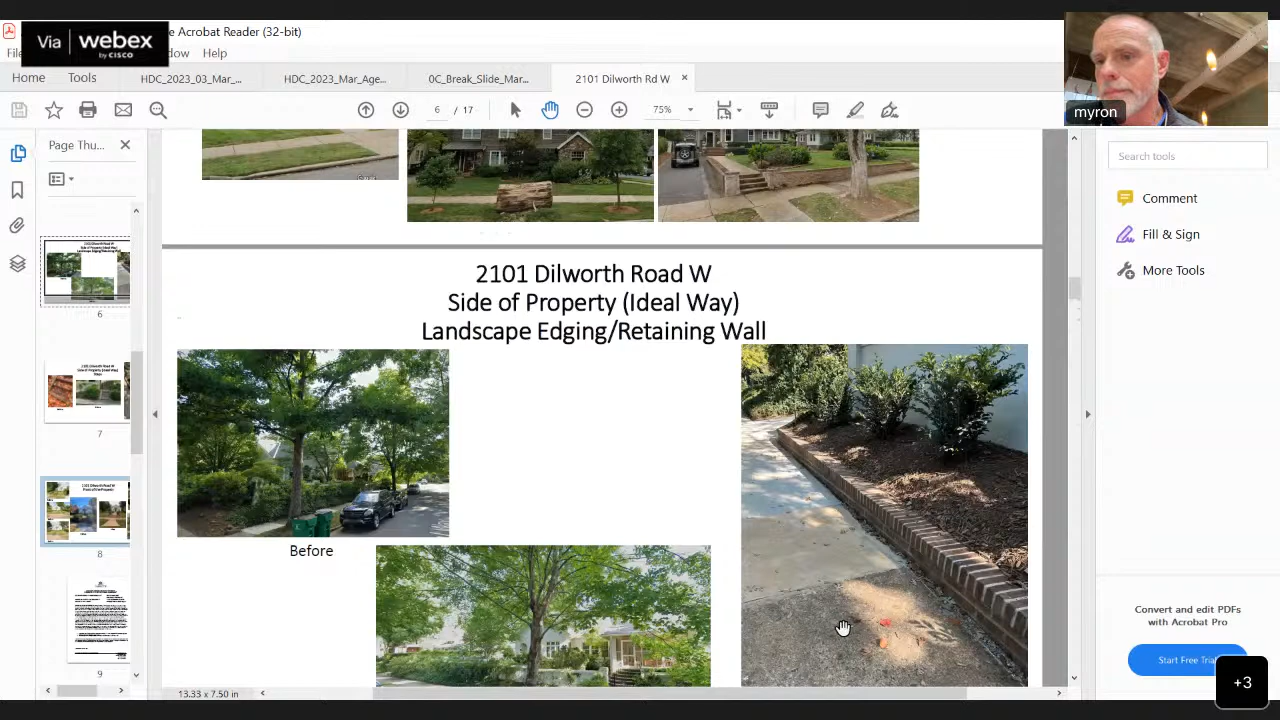 Via webex
by CISCO
e Acrobat Reader (32-bit)
dow Help
Home Tools HDC_2023_03_Mar_... HDC_2023_Mar_Age... 0C_Break_Slide_Mar... 2101 Dilworth Rd W ×
6 / 17 75%
myron
Page Thu...
Search tools
Comment
Fill & Sign
More Tools
2101 Dilworth Road W
Side of Property (Ideal Way)
Landscape Edging/Retaining Wall
Before
6
7
8
9
Convert and edit PDFs
with Acrobat Pro
Start Free Trial
+3
13.33 x 7.50 in